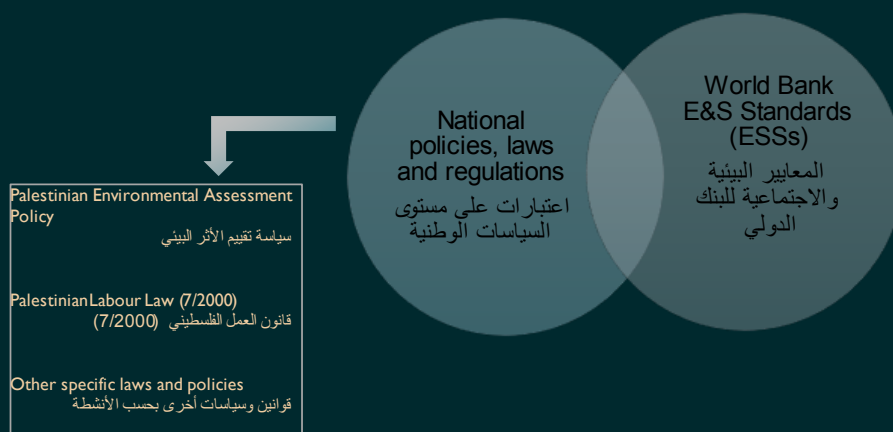 National
policies, laws
and regulations
اعتبارات على مستوى
السياسات الوطنية
World Bank
E&S Standards
(ESSs)
المعايير البيئية
والاجتماعية للبنك
الدولي
Palestinian Environmental Assessment
Policy
سياسة تقييم الأثر البيئي
Palestinian Labour Law (7/2000)
قانون العمل الفلسطيني (7/2000)
Other specific laws and policies
قوانين وسياسات أخرى بحسب الأنشطة